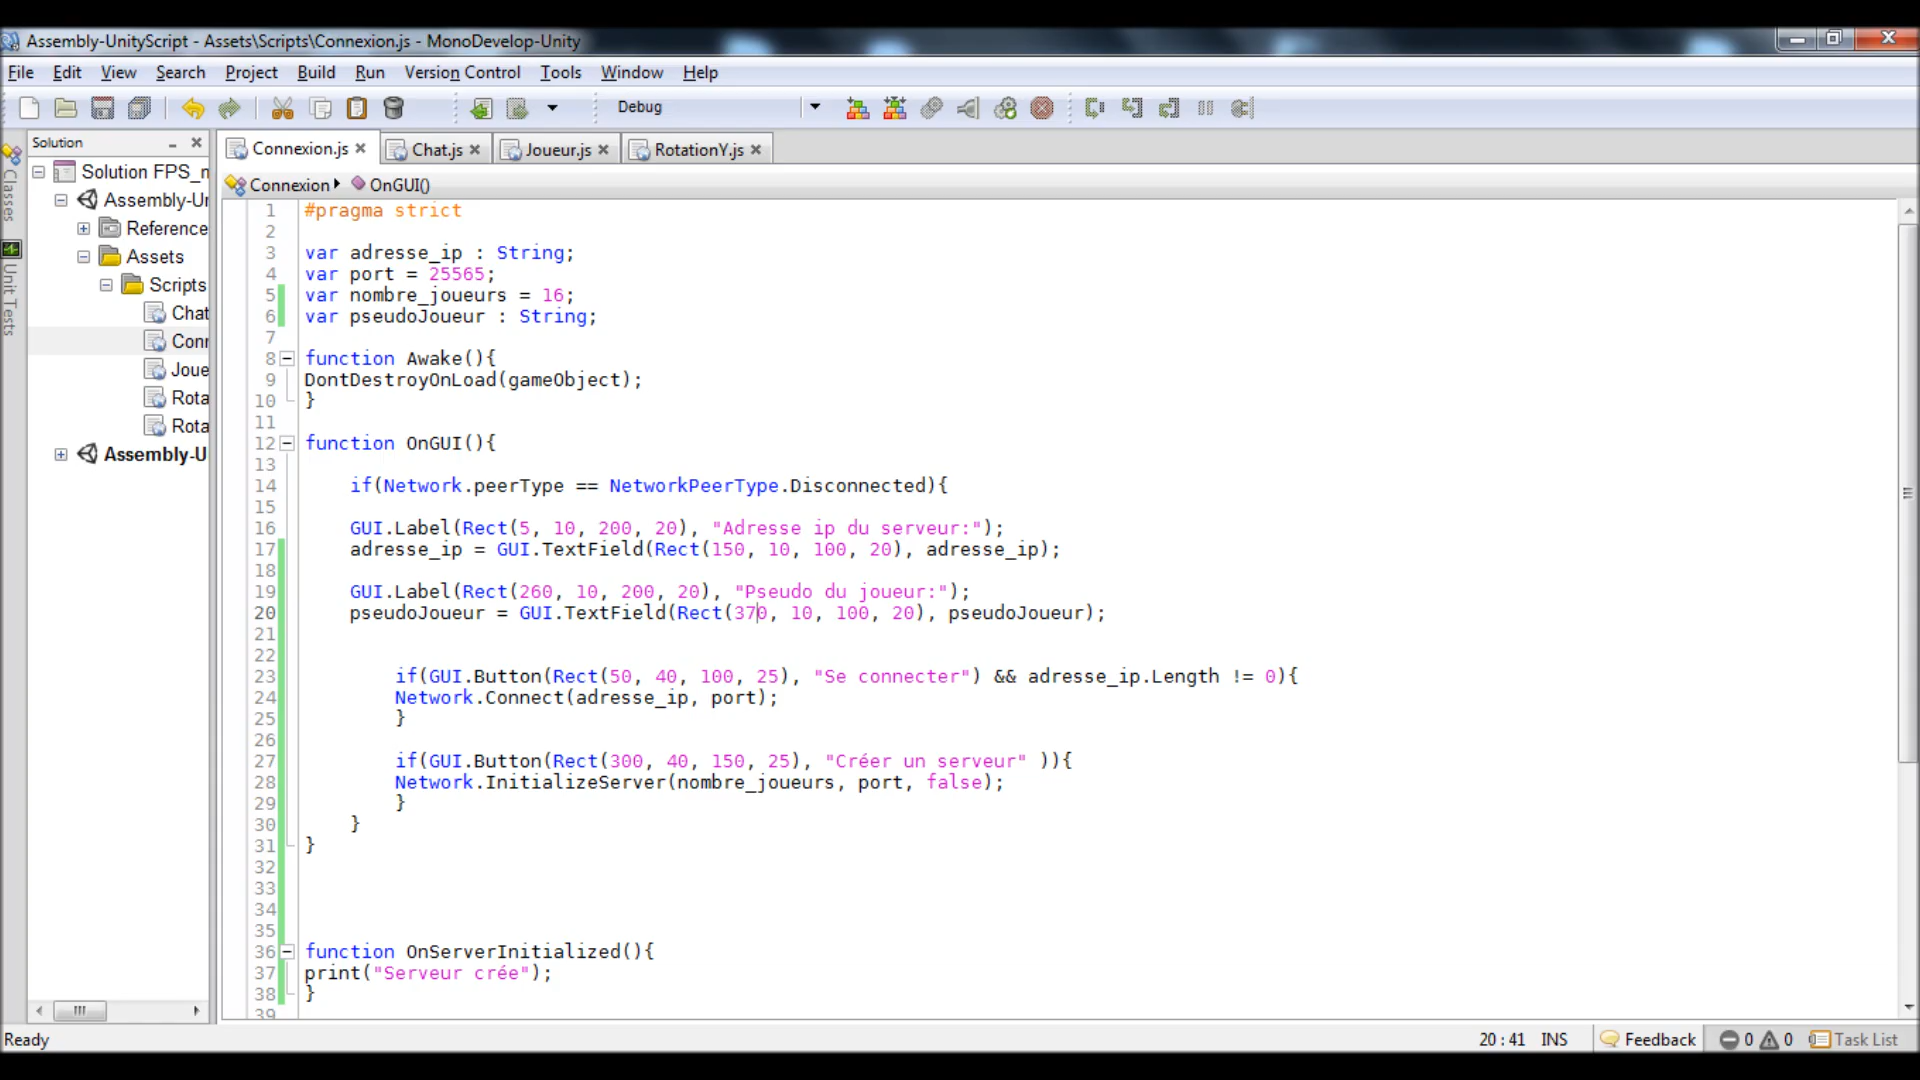 Assembly-UnityScript - Assets\Scripts\Connexion.js - MonoDevelop-Unity
File Edit View Search Project Build Run Version Control Tools Window Help
Debug
Solution
Classes
Unit Tests
Solution FPS_n
Assembly-Ur
Reference
Assets
Scripts
Chat
Conn
Joue
Rota
Rota
Assembly-U
Connexion.js Chat.js Joueur.js RotationY.js
Connexion OnGUI()
1 #pragma strict
2
3 var adresse_ip : String;
4 var port = 25565;
5 var nombre_joueurs = 16;
6 var pseudoJoueur : String;
7
8 function Awake(){
9 DontDestroyOnLoad(gameObject);
10 }
11
12 function OnGUI(){
13
14 if(Network.peerType == NetworkPeerType.Disconnected){
15
16 GUI.Label(Rect(5, 10, 200, 20), "Adresse ip du serveur:");
17 adresse_ip = GUI.TextField(Rect(150, 10, 100, 20), adresse_ip);
18
19 GUI.Label(Rect(260, 10, 200, 20), "Pseudo du joueur:");
20 pseudoJoueur = GUI.TextField(Rect(370, 10, 100, 20), pseudoJoueur);
21
22
23 if(GUI.Button(Rect(50, 40, 100, 25), "Se connecter") && adresse_ip.Length != 0){
24 Network.Connect(adresse_ip, port);
25 }
26
27 if(GUI.Button(Rect(300, 40, 150, 25), "Créer un serveur" )){
28 Network.InitializeServer(nombre_joueurs, port, false);
29 }
30 }
31 }
32
33
34
35
36 function OnServerInitialized(){
37 print("Serveur crée");
38 }
39
Ready
20 : 41 INS Feedback 0 0 Task List